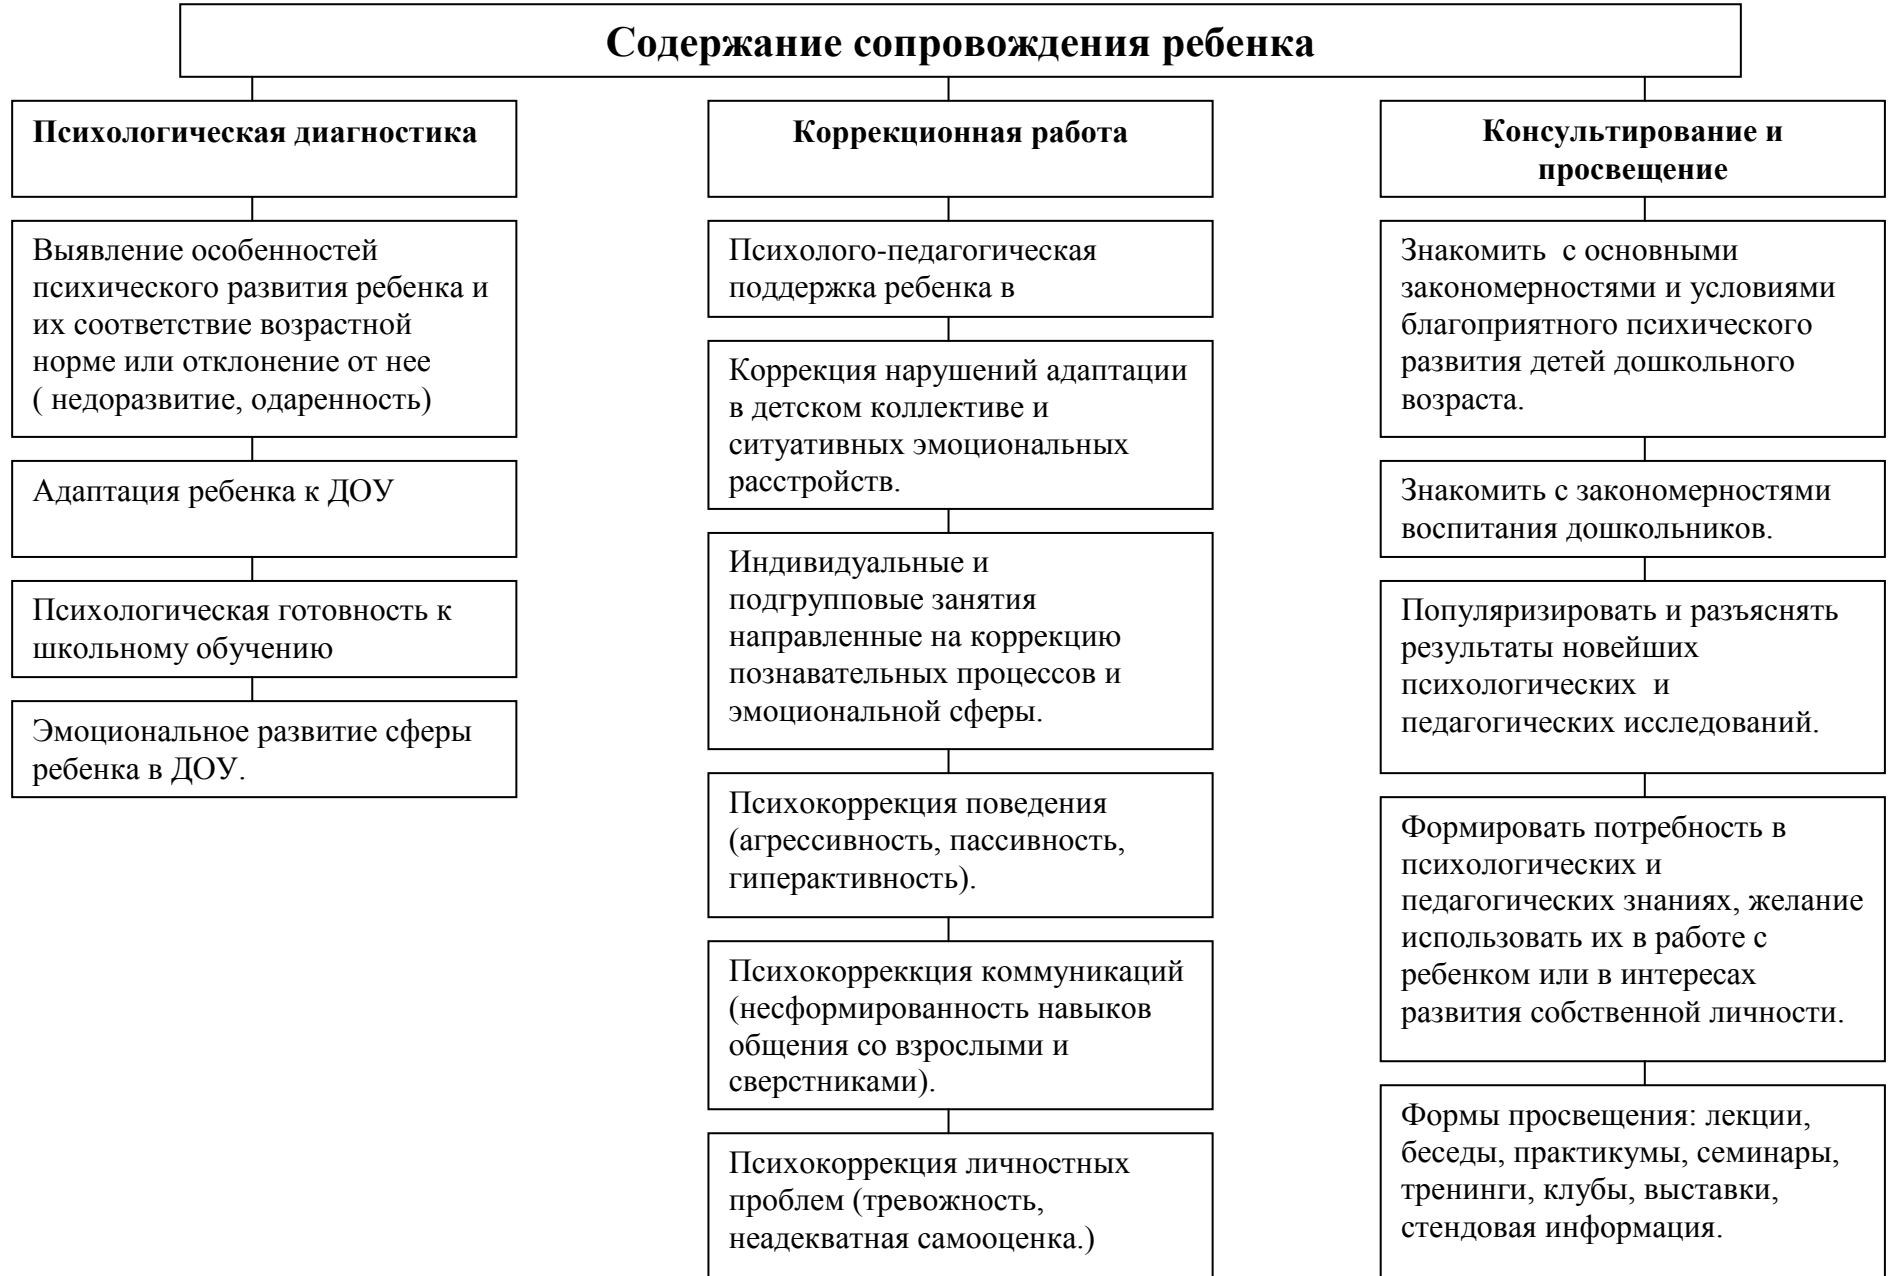 Содержание сопровождения ребенка
Психологическая диагностика
Выявление особенностей
психического развития ребенка и
их соответствие возрастной
норме или отклонение от нее
( недоразвитие, одаренность)
Адаптация ребенка к ДОУ
Психологическая готовность к
школьному обучению
Эмоциональное развитие сферы
ребенка в ДОУ.
Коррекционная работа
Психолого-педагогическая
поддержка ребенка в
Коррекция нарушений адаптации
в детском коллективе и
ситуативных эмоциональных
расстройств.
Индивидуальные и
подгрупповые занятия
направленные на коррекцию
познавательных процессов и
эмоциональной сферы.
Психокоррекция поведения
(агрессивность, пассивность,
гиперактивность).
Психокорреккция коммуникаций
(несформированность навыков
общения со взрослыми и
сверстниками).
Психокоррекция личностных
проблем (тревожность,
неадекватная самооценка.)
Консультирование и
просвещение
Знакомить  с основными
закономерностями и условиями
благоприятного психического
развития детей дошкольного
возраста.
Знакомить с закономерностями
воспитания дошкольников.
Популяризировать и разъяснять
результаты новейших
психологических  и
педагогических исследований.
Формировать потребность в
психологических и
педагогических знаниях, желание
использовать их в работе с
ребенком или в интересах
развития собственной личности.
Формы просвещения: лекции,
беседы, практикумы, семинары,
тренинги, клубы, выставки,
стендовая информация.